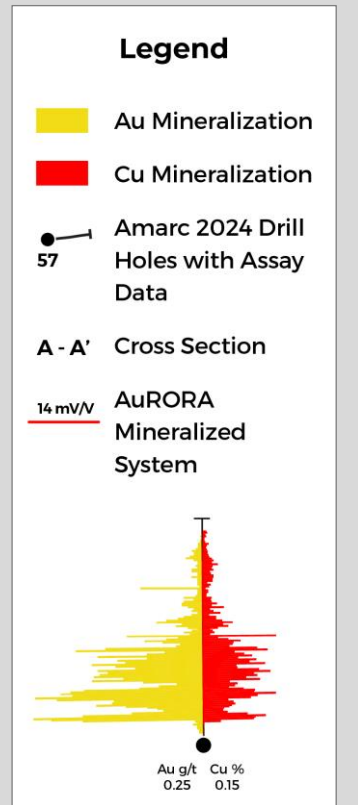 Legend
Au Mineralization
Cu Mineralization
57
Amarc 2024 Drill
Holes with Assay
Data
A - A’ Cross Section
14 mV/V
AuRORA
Mineralized
System
Au g/t Cu %
0.25 0.15